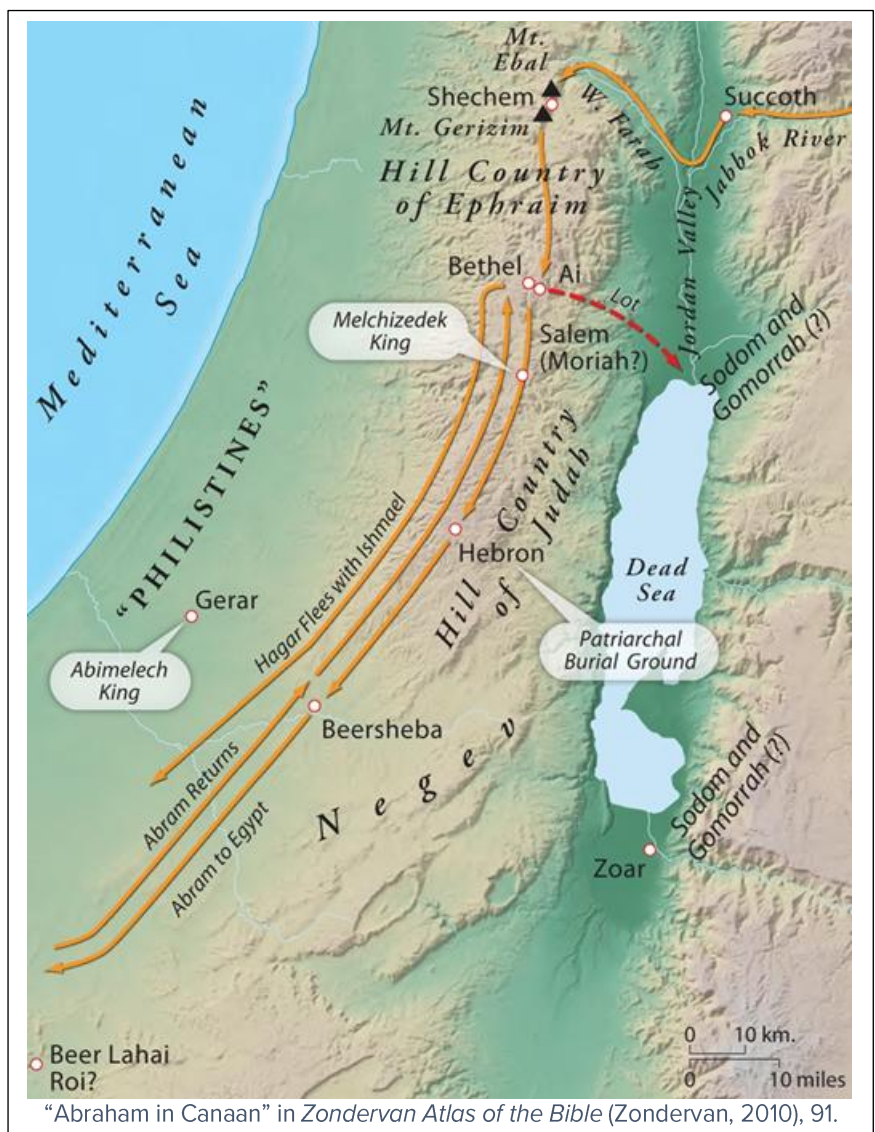 Mt.
Ebal
Shechem
Mt. Gerizim
W. Farah
Succoth
Jabbok River
Hill Country
of Ephraim
Jordan Valley
Mediterranean
Sea
Bethel
Ai
Lot
Melchizedek
King
Salem
(Moriah?)
Sodom and
Gomorrah (?)
"PHILISTINES"
Hill Country
of Judah
Hagar Flees with Ishmael
Hebron
Dead
Sea
Gerar
Patriarchal
Burial Ground
Abimelech
King
Beersheba
Negev
Abram Returns
Abram to Egypt
Sodom and
Gomorrah (?)
Zoar
Beer Lahai
Roi?
0 10 km.
0 10 miles
"Abraham in Canaan" in Zondervan Atlas of the Bible (Zondervan, 2010), 91.